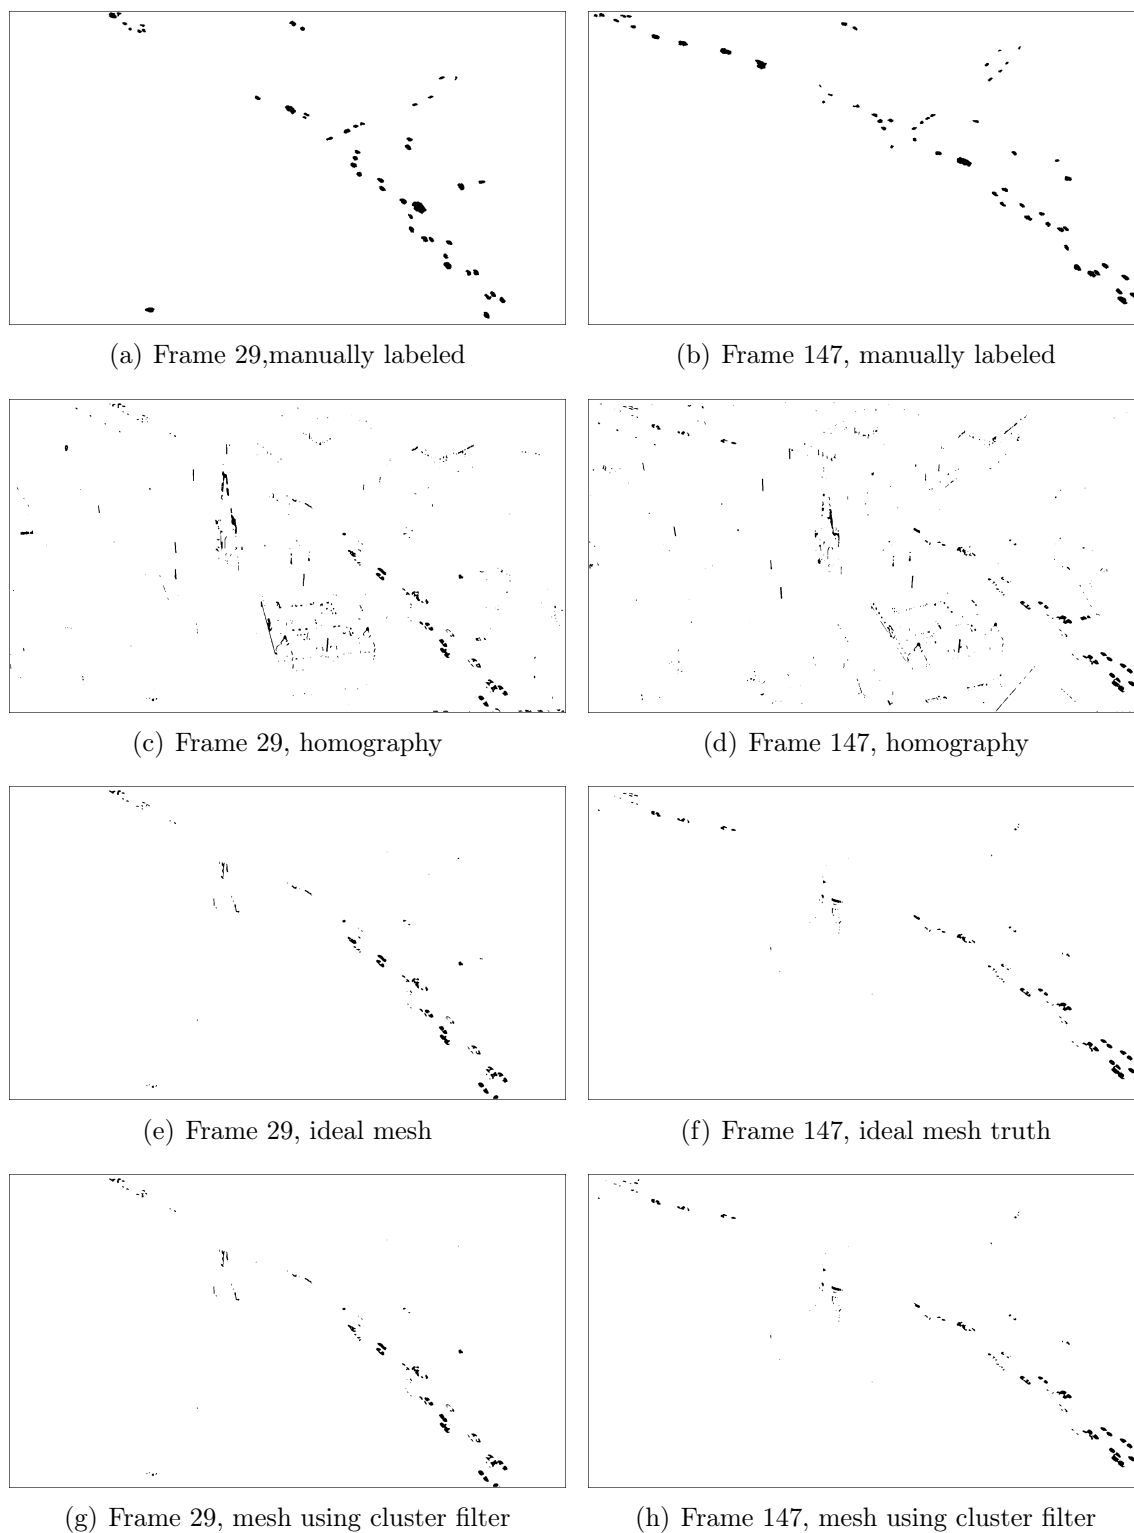 (a) Frame 29,manually labeled
(b) Frame 147, manually labeled
(c) Frame 29, homography
(d) Frame 147, homography
(e) Frame 29, ideal mesh
(f) Frame 147, ideal mesh truth
(g) Frame 29, mesh using cluster filter
(h) Frame 147, mesh using cluster filter